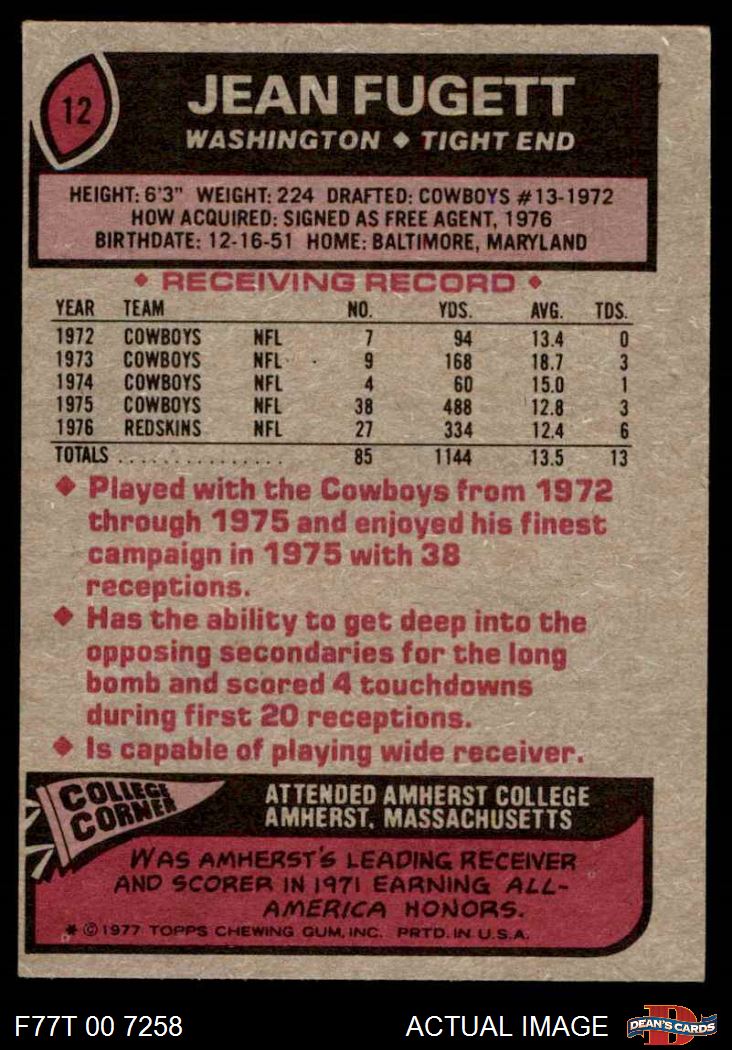 12
JEAN FUGETT
WASHINGTON ◆ TIGHT END
HEIGHT: 6'3" WEIGHT: 224 DRAFTED: COWBOYS #13-1972
HOW ACQUIRED: SIGNED AS FREE AGENT, 1976
BIRTHDATE: 12-16-51 HOME: BALTIMORE, MARYLAND
◆ RECEIVING RECORD ◆
YEAR TEAM NO. YDS. AVG. TDS.
1972 COWBOYS NFL 7 94 13.4 0
1973 COWBOYS NFL 9 168 18.7 3
1974 COWBOYS NFL 4 60 15.0 1
1975 COWBOYS NFL 38 488 12.8 3
1976 REDSKINS NFL 27 334 12.4 6
TOTALS . . . . . . . . . . . . . . . 85 1144 13.5 13
◆ Played with the Cowboys from 1972
through 1975 and enjoyed his finest
campaign in 1975 with 38
receptions.
◆ Has the ability to get deep into the
opposing secondaries for the long
bomb and scored 4 touchdowns
during first 20 receptions.
◆ Is capable of playing wide receiver.
COLLEGE
CORNER
ATTENDED AMHERST COLLEGE
AMHERST, MASSACHUSETTS
WAS AMHERST'S LEADING RECEIVER
AND SCORER IN 1971 EARNING ALL-
AMERICA HONORS.
* © 1977 TOPPS CHEWING GUM, INC. PRTD. IN U.S.A.
F77T 00 7258
ACTUAL IMAGE
D
DEAN'S CARDS